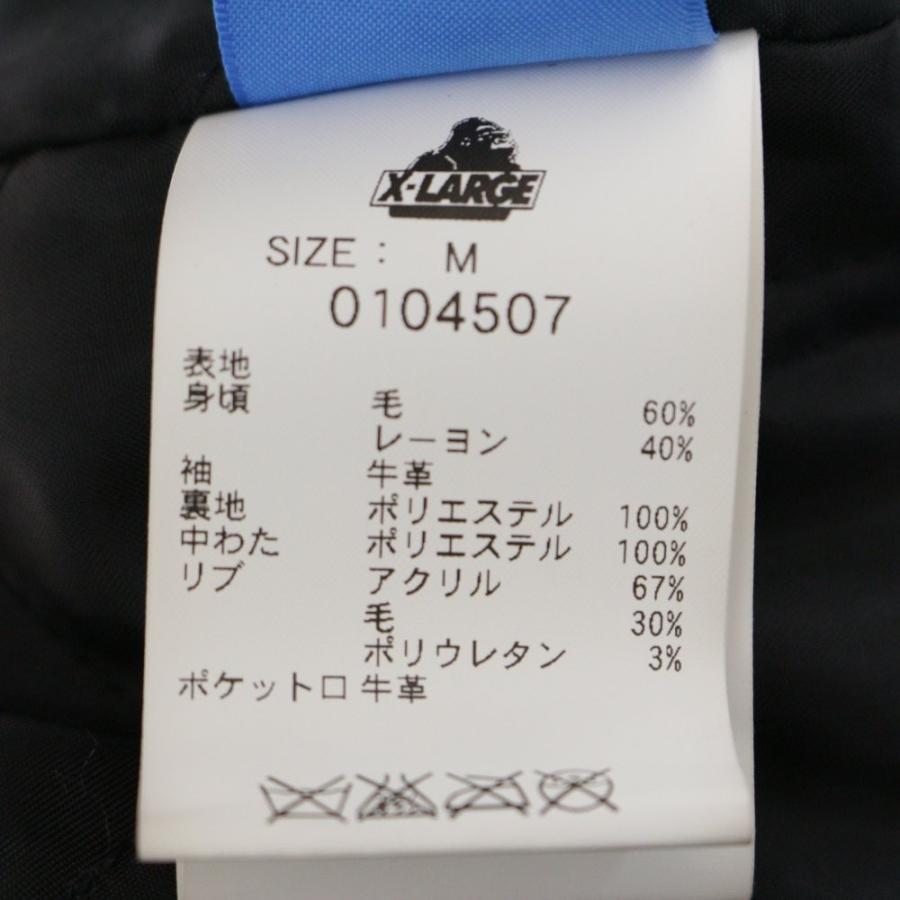 X-LARGE
SIZE : M
0104507
表地
身頃 毛 60%
レーヨン 40%
袖 牛革
裏地 ポリエステル 100%
中わた ポリエステル 100%
リブ アクリル 67%
毛 30%
ポリウレタン 3%
ポケット口 牛革